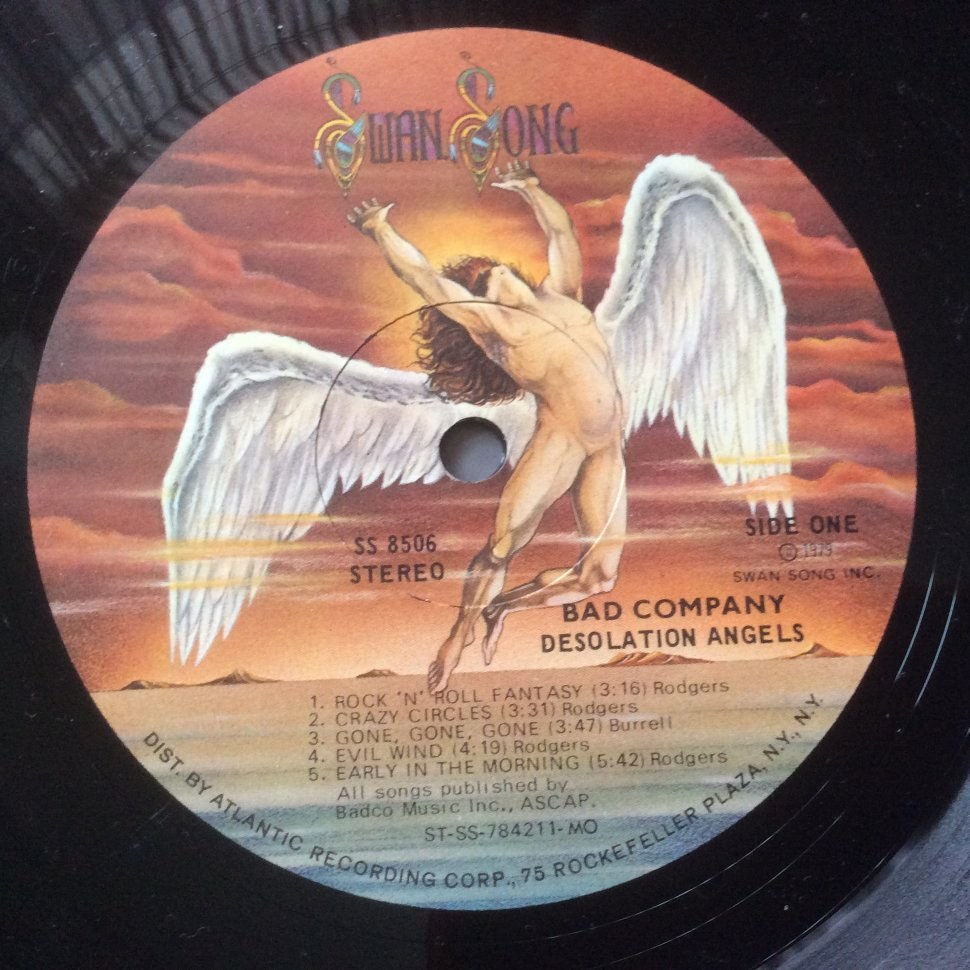 SWAN SONG
SS 8506
STEREO
SIDE ONE
Ⓟ 1979
SWAN SONG INC.
BAD COMPANY
DESOLATION ANGELS
1. ROCK 'N' ROLL FANTASY (3:16) Rodgers
2. CRAZY CIRCLES (3:31) Rodgers
3. GONE, GONE, GONE (3:47) Burrell
4. EVIL WIND (4:19) Rodgers
5. EARLY IN THE MORNING (5:42) Rodgers
All songs published by
Badco Music Inc., ASCAP.
ST-SS-784211-MO
DIST. BY ATLANTIC RECORDING CORP., 75 ROCKEFELLER PLAZA, N.Y., N.Y.